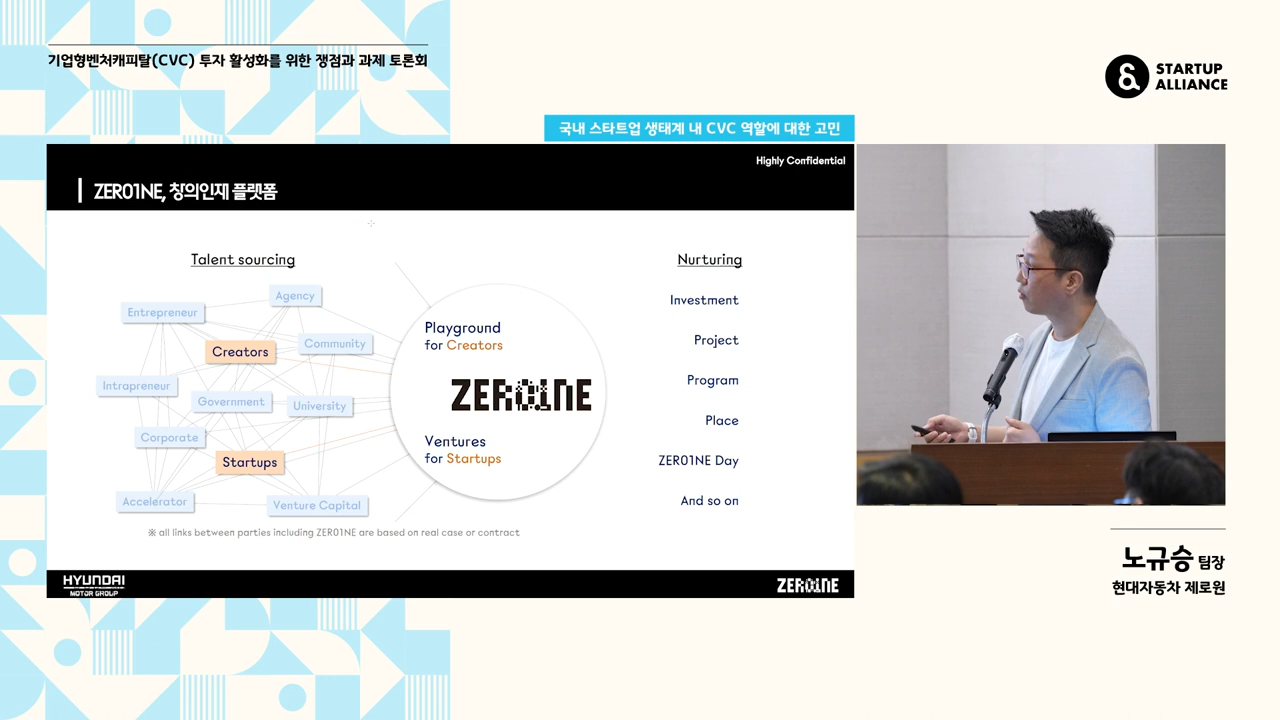 기업형벤처캐피탈(CVC) 투자 활성화를 위한 쟁점과 과제 토론회
STARTUP
ALLIANCE
국내 스타트업 생태계 내 CVC 역할에 대한 고민
Highly Confidential
ZER01NE, 창의인재 플랫폼
Talent sourcing
Agency
Entrepreneur
Community
Creators
Intrapreneur
Government
University
Corporate
Startups
Accelerator
Venture Capital
Playground
for Creators
ZER01NE
Ventures
for Startups
Nurturing
Investment
Project
Program
Place
ZER01NE Day
And so on
※ all links between parties including ZER01NE are based on real case or contract
HYUNDAI
MOTOR GROUP
ZER01NE
노규승 팀장
현대자동차 제로원